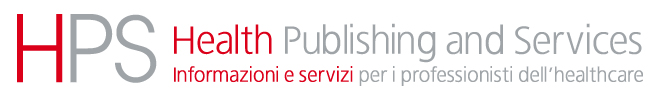 HPS
Health Publishing and Services
Informazioni e servizi per i professionisti dell'healthcare